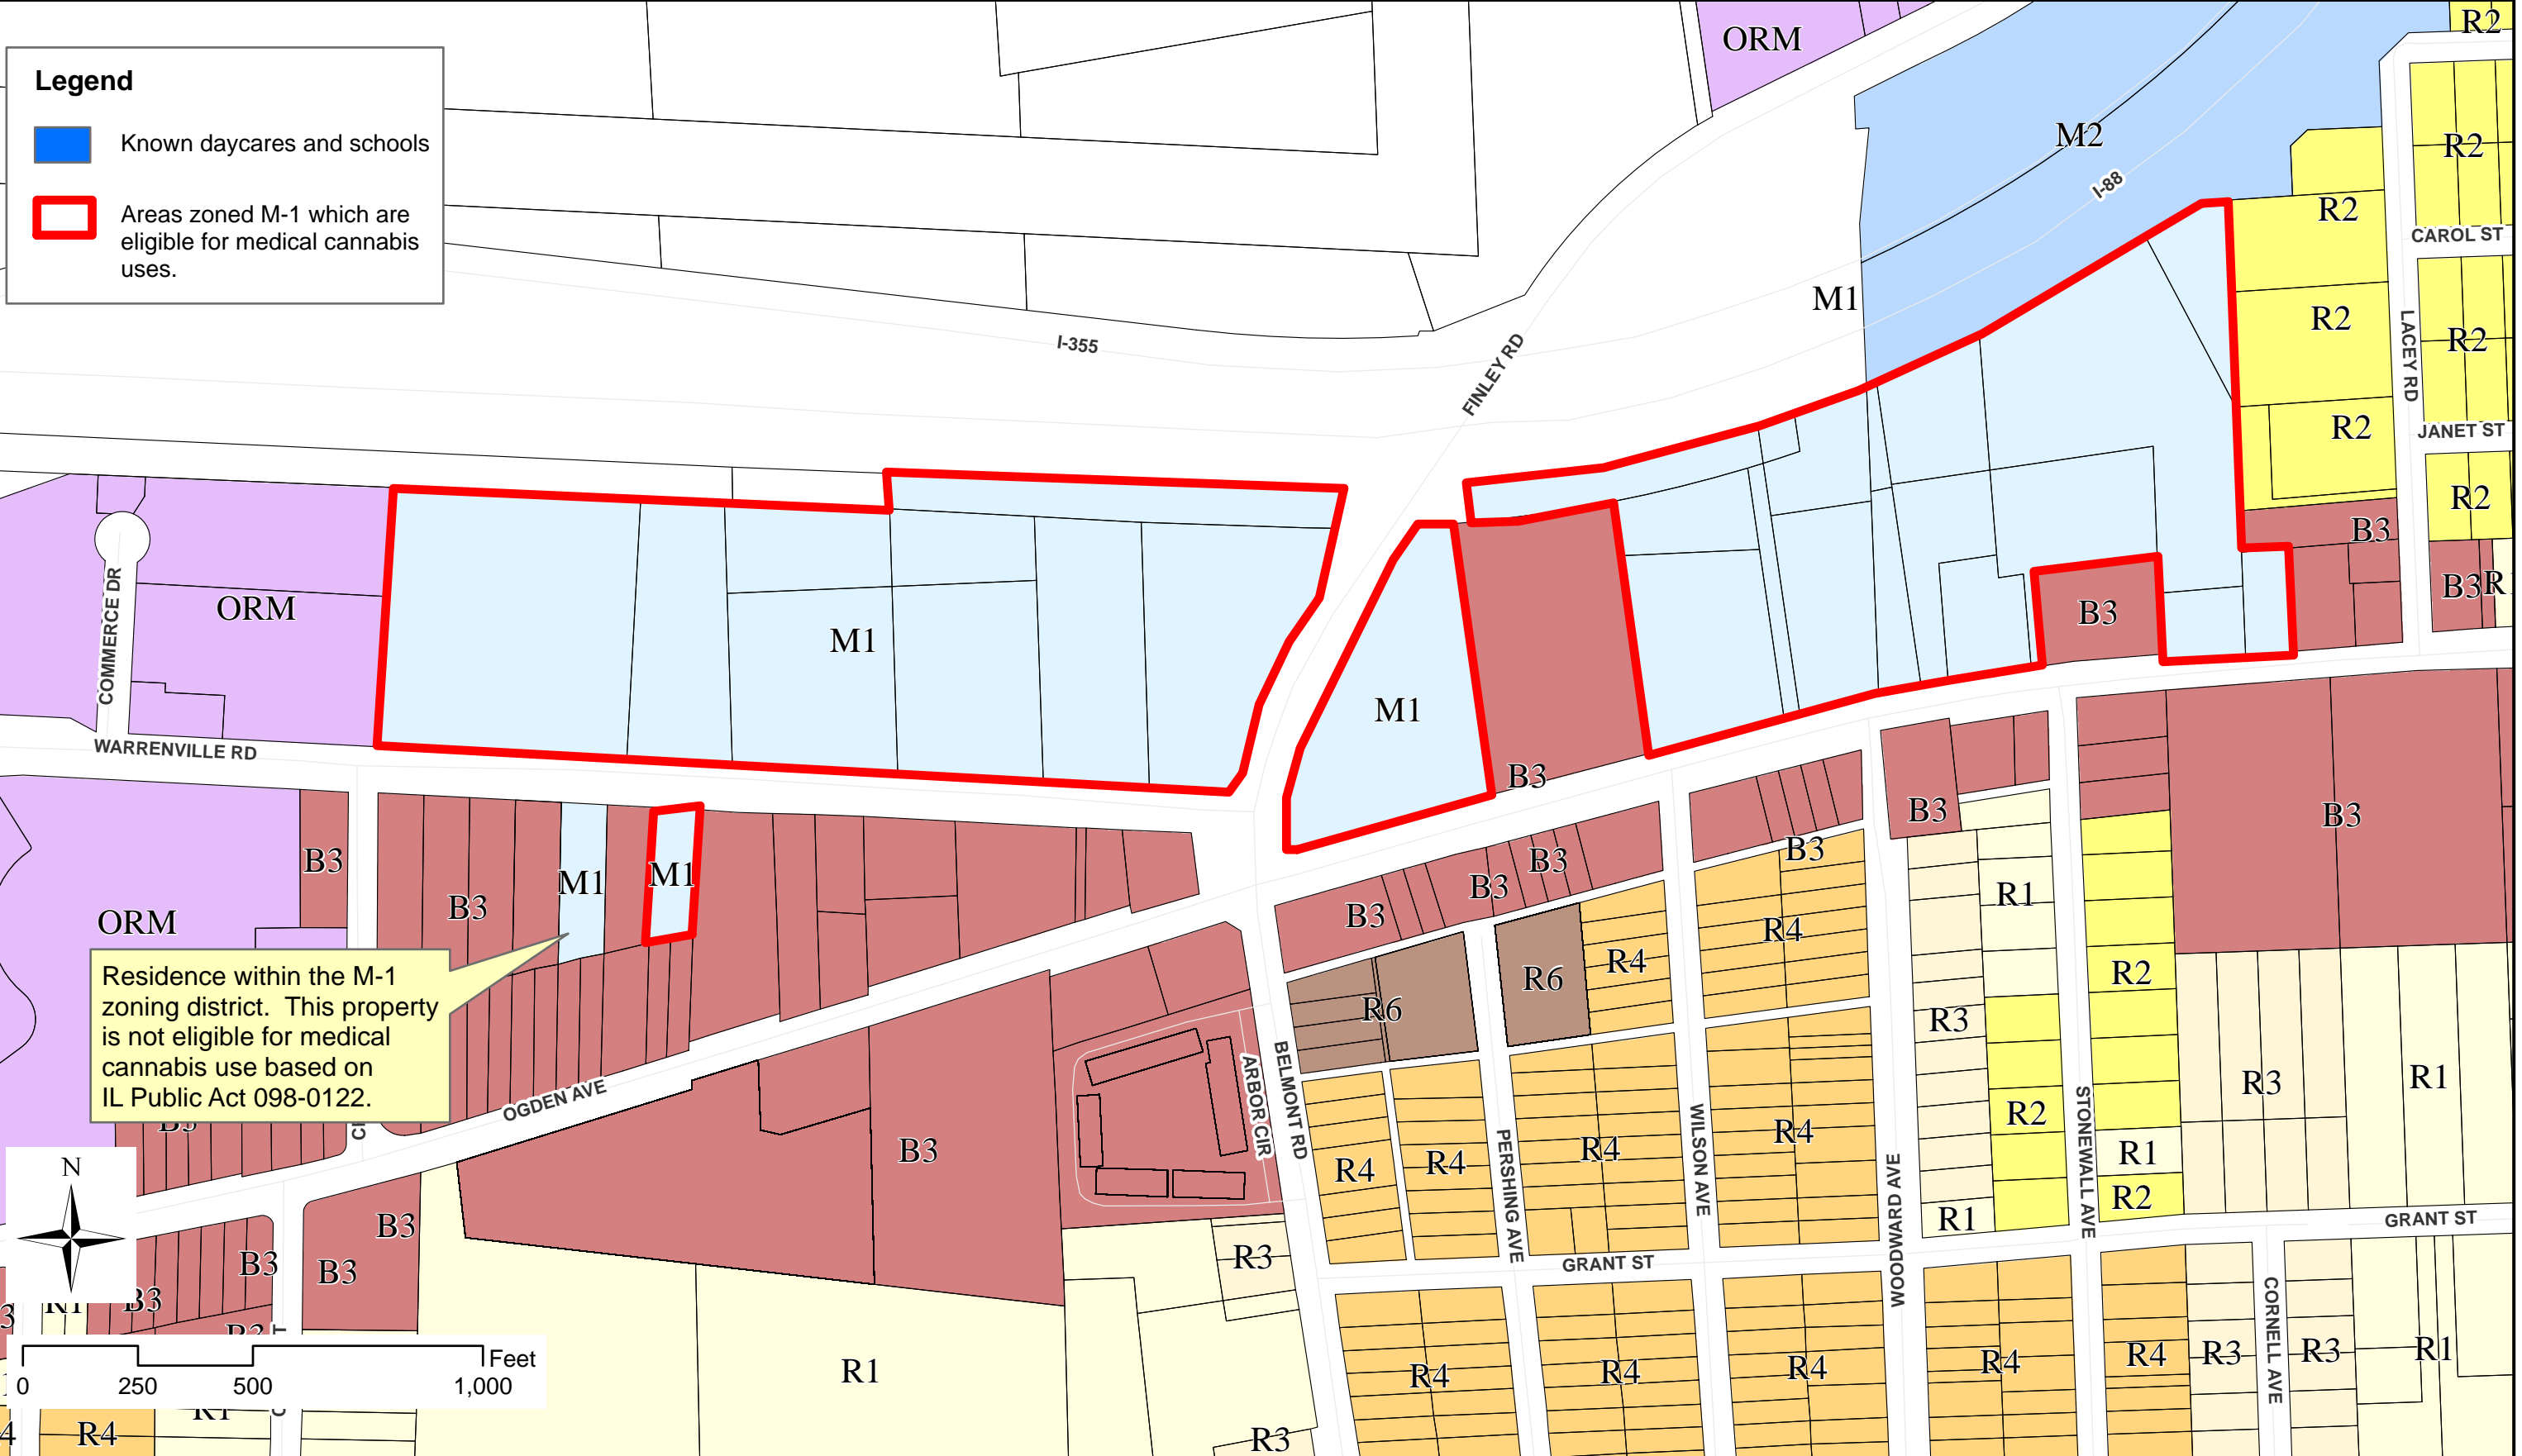 Legend
Known daycares and schools
Areas zoned M-1 which are
eligible for medical cannabis
uses.
ORM
R2
M2
R2
I-88
R2
CAROL ST
M1
R2
R2
LACEY RD
I-355
FINLEY RD
R2
JANET ST
R2
B3
B3
COMMERCE DR
ORM
M1
B3
M1
WARRENVILLE RD
B3
B3
B3
B3
B3
M1
M1
B3
B3
B3
B3
B3
R1
ORM
R4
R2
R6
R4
R6
R3
Residence within the M-1
zoning district.  This property
is not eligible for medical
cannabis use based on
IL Public Act 098-0122.
OGDEN AVE
ARBOR CIR
BELMONT RD
R3
R1
R2
STONEWALL AVE
B3
R4
R4
PERSHING AVE
R4
WILSON AVE
R4
WOODWARD AVE
R1
R2
R1
N
B3
B3
B3
B3
R3
GRANT ST
GRANT ST
CORNELL AVE
R1
R4
R4
R4
R4
R4
R3
R3
R1
Feet
0
250
500
1,000
R4
R1
R3